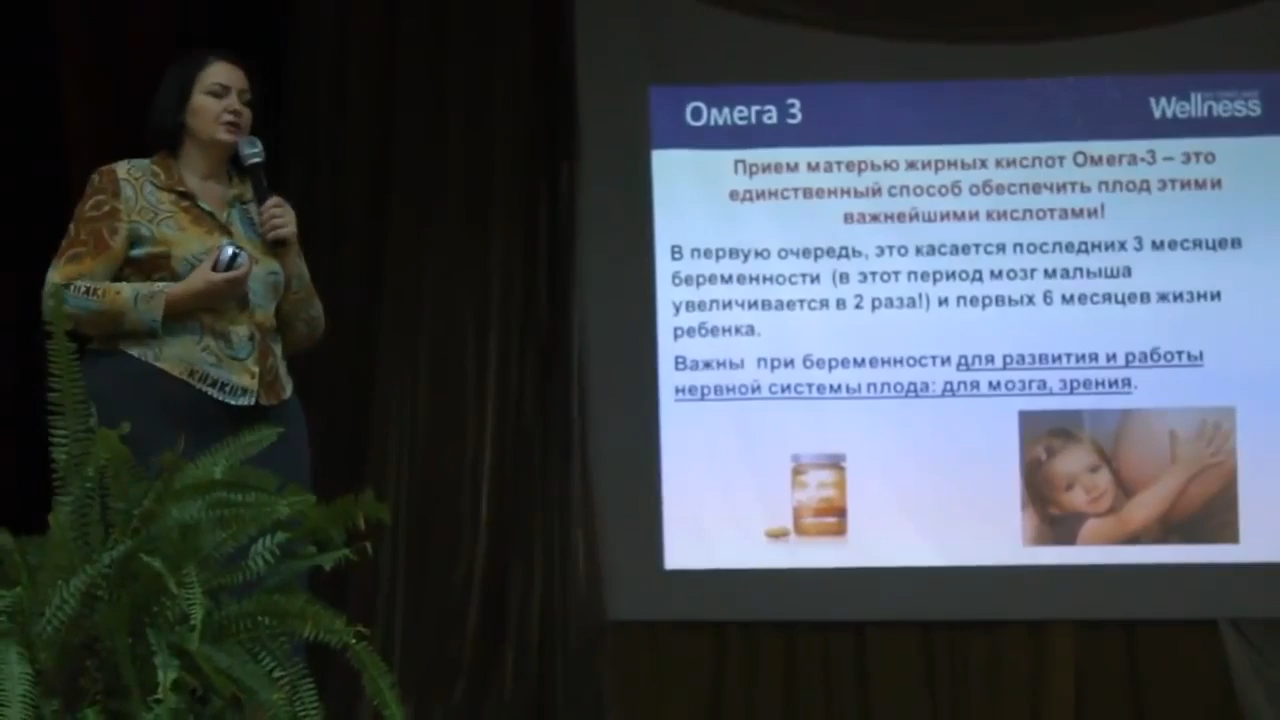 Омега 3
Wellness
Прием матерью жирных кислот Омега-3 – это
единственный способ обеспечить плод этими
важнейшими кислотами!
В первую очередь, это касается последних 3 месяцев
беременности (в этот период мозг малыша
увеличивается в 2 раза!) и первых 6 месяцев жизни
ребенка.
Важны при беременности для развития и работы
нервной системы плода: для мозга, зрения.